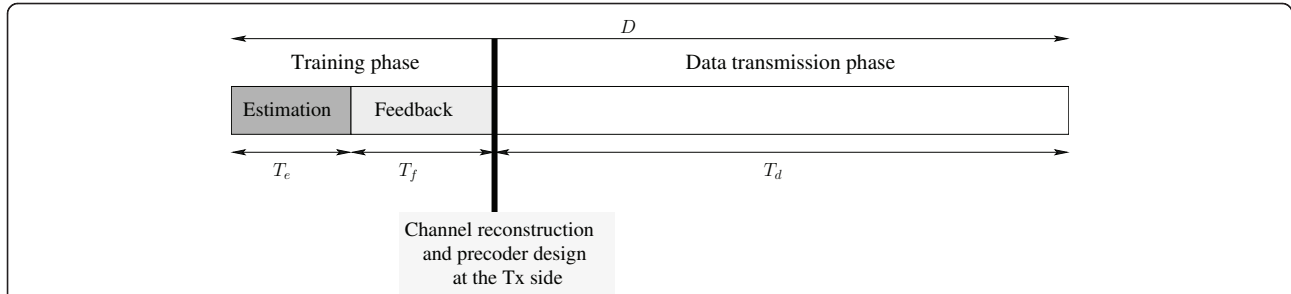 D
Training phase
Data transmission phase
Estimation
Feedback
T_e
T_f
T_d
Channel reconstruction
and precoder design
at the Tx side